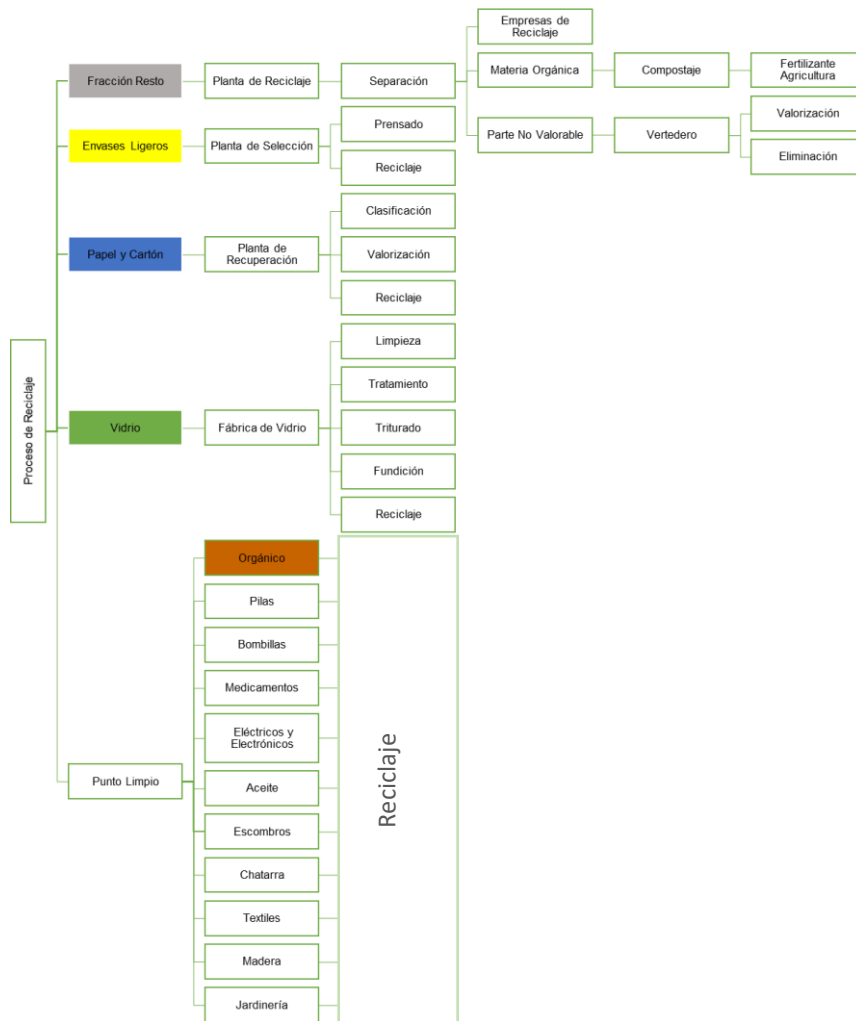 Proceso de Reciclaje
Fracción Resto
Planta de Reciclaje
Separación
Empresas de
Reciclaje
Materia Orgánica
Compostaje
Fertilizante
Agricultura
Parte No Valorable
Vertedero
Valorización
Eliminación
Envases Ligeros
Planta de Selección
Prensado
Reciclaje
Papel y Cartón
Planta de
Recuperación
Clasificación
Valorización
Reciclaje
Vidrio
Fábrica de Vidrio
Limpieza
Tratamiento
Triturado
Fundición
Reciclaje
Punto Limpio
Orgánico
Pilas
Bombillas
Medicamentos
Eléctricos y
Electrónicos
Aceite
Escombros
Chatarra
Textiles
Madera
Jardinería
Reciclaje